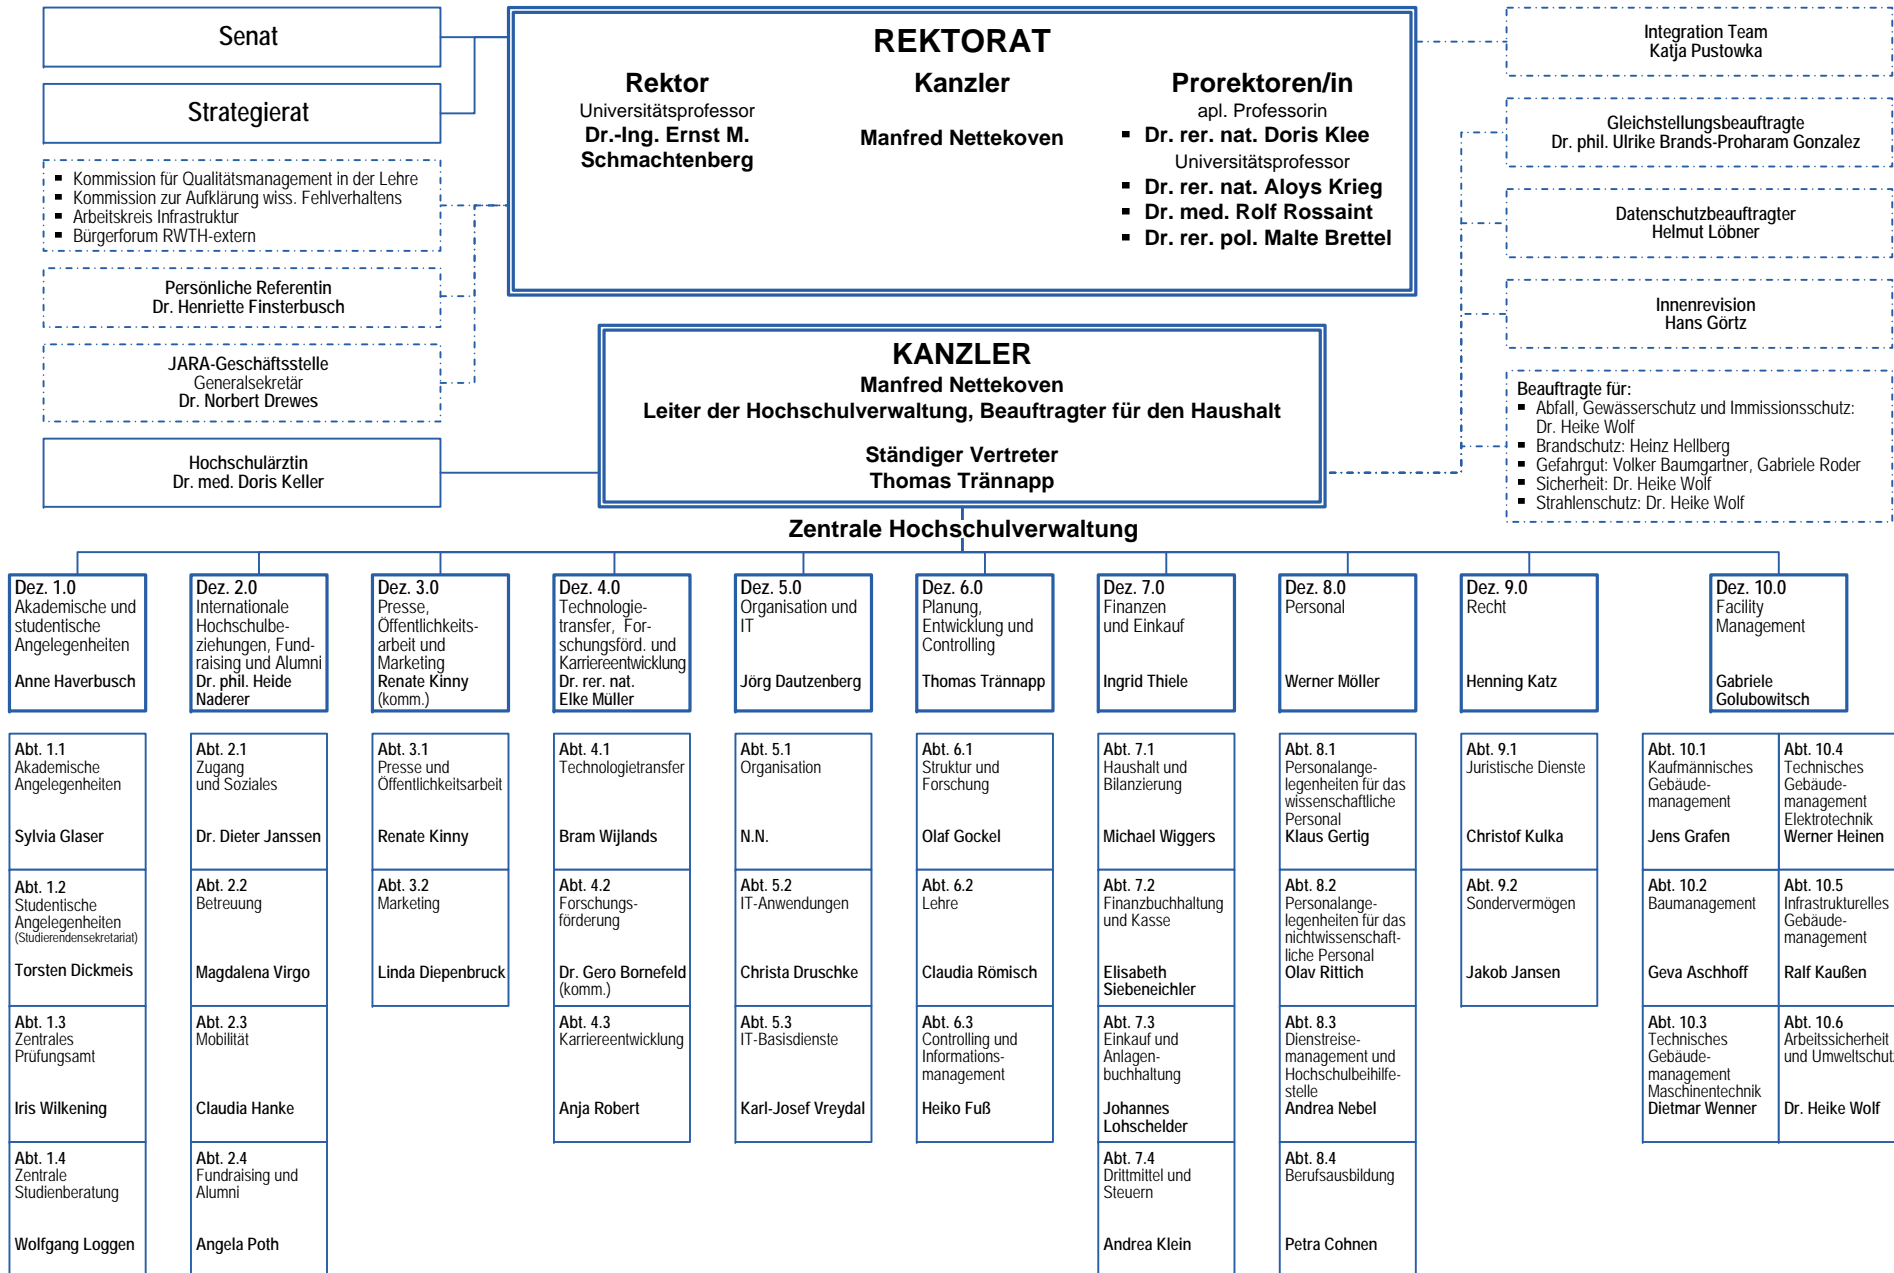 Senat
Strategierat
▪ Kommission für Qualitätsmanagement in der Lehre
▪ Kommission zur Aufklärung wiss. Fehlverhaltens
▪ Arbeitskreis Infrastruktur
▪ Bürgerforum RWTH-extern
Persönliche Referentin
Dr. Henriette Finsterbusch
JARA-Geschäftsstelle
Generalsekretär
Dr. Norbert Drewes
Hochschulärztin
Dr. med. Doris Keller
REKTORAT
Rektor
Universitätsprofessor
Dr.-Ing. Ernst M.
Schmachtenberg
Kanzler
Manfred Nettekoven
Prorektoren/in
apl. Professorin
▪ Dr. rer. nat. Doris Klee
Universitätsprofessor
▪ Dr. rer. nat. Aloys Krieg
▪ Dr. med. Rolf Rossaint
▪ Dr. rer. pol. Malte Brettel
KANZLER
Manfred Nettekoven
Leiter der Hochschulverwaltung, Beauftragter für den Haushalt
Ständiger Vertreter
Thomas Trännapp
Integration Team
Katja Pustowka
Gleichstellungsbeauftragte
Dr. phil. Ulrike Brands-Proharam Gonzalez
Datenschutzbeauftragter
Helmut Löbner
Innenrevision
Hans Görtz
Beauftragte für:
▪ Abfall, Gewässerschutz und Immissionsschutz:
Dr. Heike Wolf
▪ Brandschutz: Heinz Hellberg
▪ Gefahrgut: Volker Baumgartner, Gabriele Roder
▪ Sicherheit: Dr. Heike Wolf
▪ Strahlenschutz: Dr. Heike Wolf
Zentrale Hochschulverwaltung
Dez. 1.0
Akademische und
studentische
Angelegenheiten
Anne Haverbusch
Dez. 2.0
Internationale
Hochschulbe-
ziehungen, Fund-
raising und Alumni
Dr. phil. Heide
Naderer
Dez. 3.0
Presse,
Öffentlichkeits-
arbeit und
Marketing
Renate Kinny
(komm.)
Dez. 4.0
Technologie-
transfer, For-
schungsförd. und
Karriereentwicklung
Dr. rer. nat.
Elke Müller
Dez. 5.0
Organisation und
IT
Jörg Dautzenberg
Dez. 6.0
Planung,
Entwicklung und
Controlling
Thomas Trännapp
Dez. 7.0
Finanzen
und Einkauf
Ingrid Thiele
Dez. 8.0
Personal
Werner Möller
Dez. 9.0
Recht
Henning Katz
Dez. 10.0
Facility
Management
Gabriele
Golubowitsch
Abt. 1.1
Akademische
Angelegenheiten
Sylvia Glaser
Abt. 2.1
Zugang
und Soziales
Dr. Dieter Janssen
Abt. 3.1
Presse und
Öffentlichkeitsarbeit
Renate Kinny
Abt. 4.1
Technologietransfer
Bram Wijlands
Abt. 5.1
Organisation
N.N.
Abt. 6.1
Struktur und
Forschung
Olaf Gockel
Abt. 7.1
Haushalt und
Bilanzierung
Michael Wiggers
Abt. 8.1
Personalange-
legenheiten für das
wissenschaftliche
Personal
Klaus Gertig
Abt. 9.1
Juristische Dienste
Christof Kulka
Abt. 10.1
Kaufmännisches
Gebäude-
management
Jens Grafen
Abt. 10.4
Technisches
Gebäude-
management
Elektrotechnik
Werner Heinen
Abt. 1.2
Studentische
Angelegenheiten
(Studierendensekretariat)
Torsten Dickmeis
Abt. 2.2
Betreuung
Magdalena Virgo
Abt. 3.2
Marketing
Linda Diepenbruck
Abt. 4.2
Forschungs-
förderung
Dr. Gero Bornefeld
(komm.)
Abt. 5.2
IT-Anwendungen
Christa Druschke
Abt. 6.2
Lehre
Claudia Römisch
Abt. 7.2
Finanzbuchhaltung
und Kasse
Elisabeth
Siebeneichler
Abt. 8.2
Personalange-
legenheiten für das
nichtwissenschaft-
liche Personal
Olav Rittich
Abt. 9.2
Sondervermögen
Jakob Jansen
Abt. 10.2
Baumanagement
Geva Aschhoff
Abt. 10.5
Infrastrukturelles
Gebäude-
management
Ralf Kaußen
Abt. 1.3
Zentrales
Prüfungsamt
Iris Wilkening
Abt. 2.3
Mobilität
Claudia Hanke
Abt. 4.3
Karriereentwicklung
Anja Robert
Abt. 5.3
IT-Basisdienste
Karl-Josef Vreydal
Abt. 6.3
Controlling und
Informations-
management
Heiko Fuß
Abt. 7.3
Einkauf und
Anlagen-
buchhaltung
Johannes
Lohschelder
Abt. 8.3
Dienstreise-
management und
Hochschulbeihilfe-
stelle
Andrea Nebel
Abt. 10.3
Technisches
Gebäude-
management
Maschinentechnik
Dietmar Wenner
Abt. 10.6
Arbeitssicherheit
und Umweltschutz
Dr. Heike Wolf
Abt. 1.4
Zentrale
Studienberatung
Wolfgang Loggen
Abt. 2.4
Fundraising und
Alumni
Angela Poth
Abt. 7.4
Drittmittel und
Steuern
Andrea Klein
Abt. 8.4
Berufsausbildung
Petra Cohnen